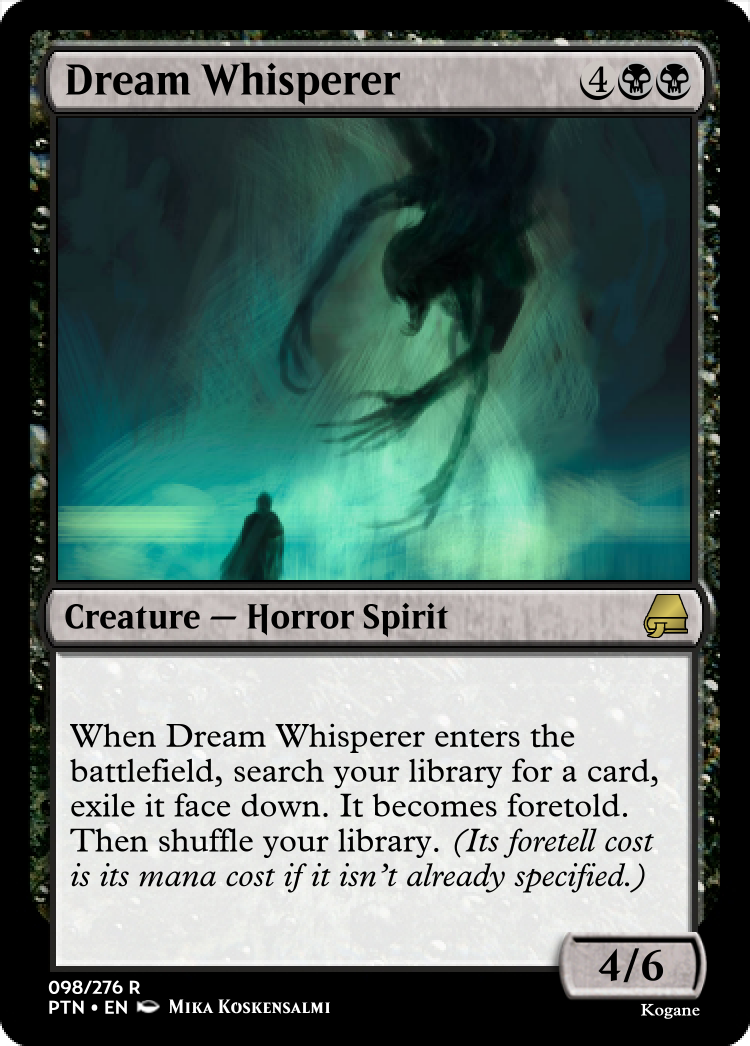 Dream Whisperer 4
Creature — Horror Spirit
When Dream Whisperer enters the
battlefield, search your library for a card,
exile it face down. It becomes foretold.
Then shuffle your library. (Its foretell cost
is its mana cost if it isn't already specified.)
4/6
098/276 R
PTN • EN Mika Koskensalmi
Kogane